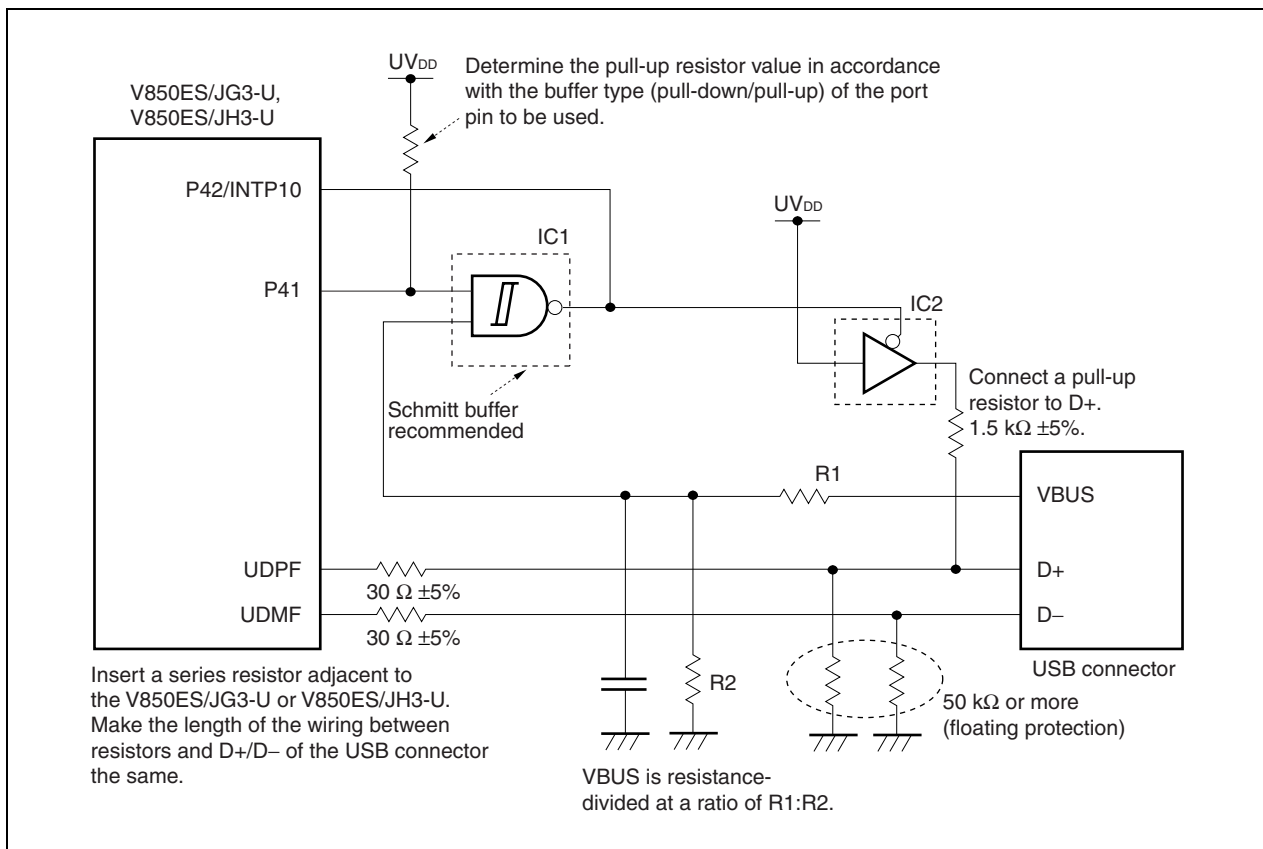 UVDD
Determine the pull-up resistor value in accordance
with the buffer type (pull-down/pull-up) of the port
pin to be used.
V850ES/JG3-U,
V850ES/JH3-U
P42/INTP10
UVDD
IC1
P41
IC2
Connect a pull-up
resistor to D+.
1.5 kΩ ±5%.
Schmitt buffer
recommended
R1
VBUS
UDPF
30 Ω ±5%
D+
UDMF
30 Ω ±5%
D−
USB connector
Insert a series resistor adjacent to
the V850ES/JG3-U or V850ES/JH3-U.
Make the length of the wiring between
resistors and D+/D− of the USB connector
the same.
R2
50 kΩ or more
(floating protection)
VBUS is resistance-
divided at a ratio of R1:R2.